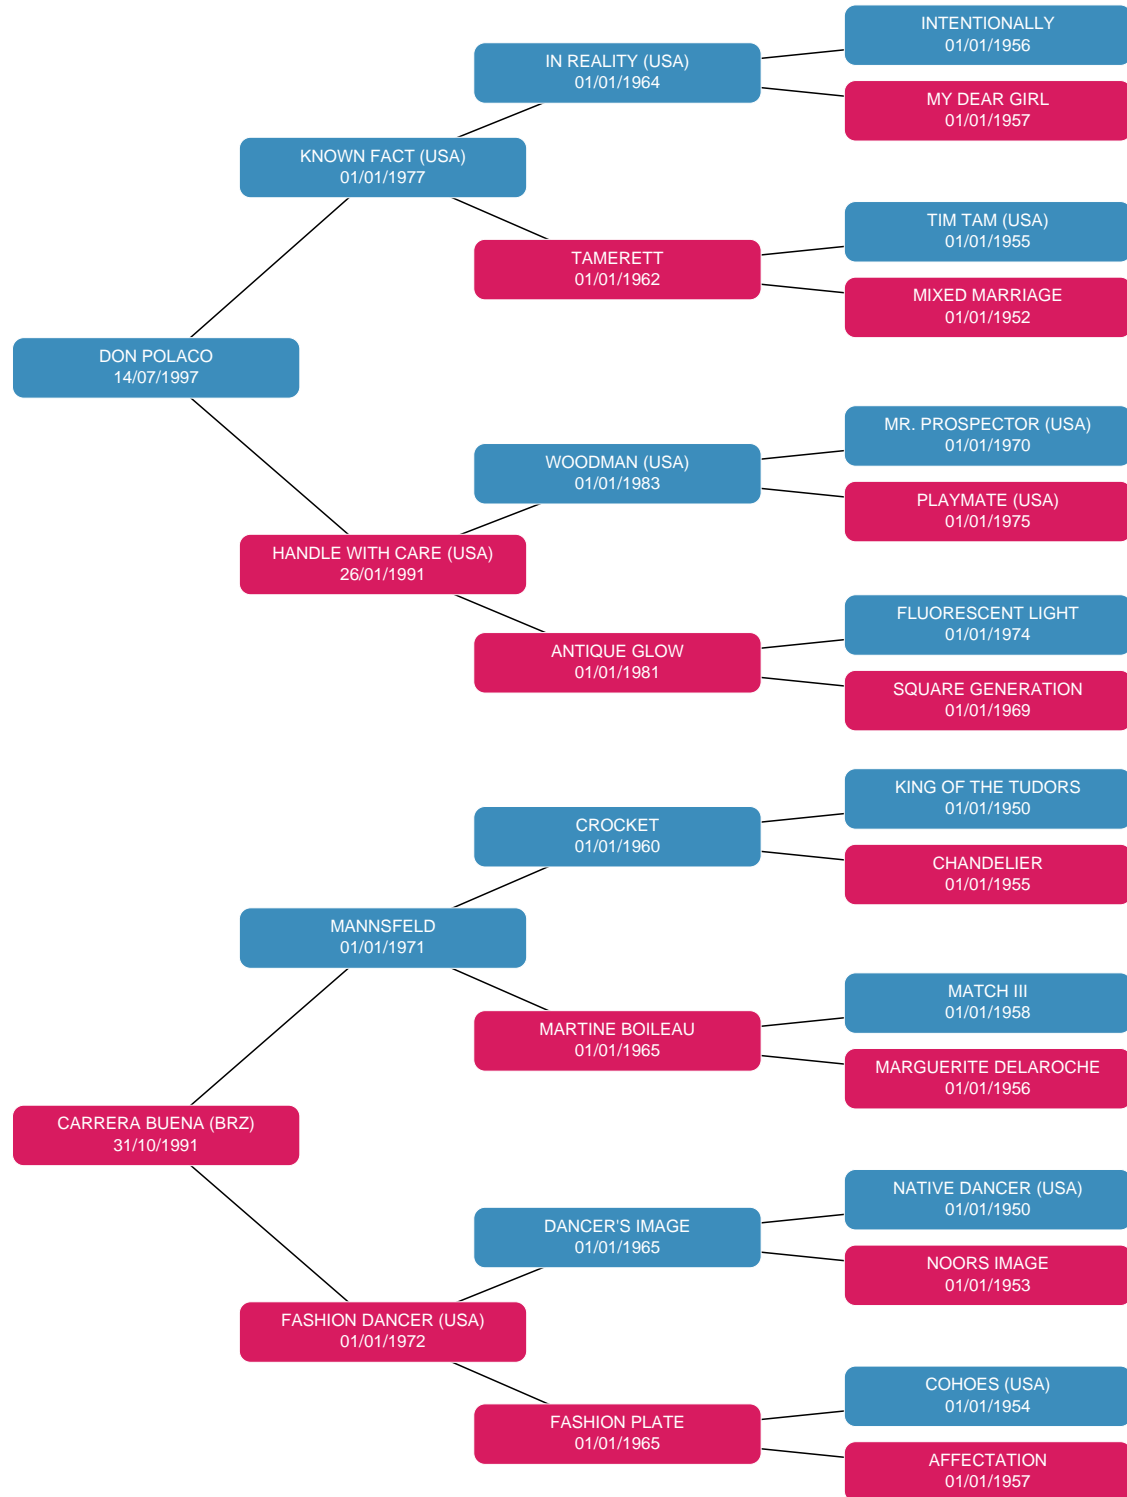 INTENTIONALLY
01/01/1956
IN REALITY (USA)
01/01/1964
MY DEAR GIRL
01/01/1957
KNOWN FACT (USA)
01/01/1977
TIM TAM (USA)
01/01/1955
TAMERETT
01/01/1962
MIXED MARRIAGE
01/01/1952
DON POLACO
14/07/1997
MR. PROSPECTOR (USA)
01/01/1970
WOODMAN (USA)
01/01/1983
PLAYMATE (USA)
01/01/1975
HANDLE WITH CARE (USA)
26/01/1991
FLUORESCENT LIGHT
01/01/1974
ANTIQUE GLOW
01/01/1981
SQUARE GENERATION
01/01/1969
KING OF THE TUDORS
01/01/1950
CROCKET
01/01/1960
CHANDELIER
01/01/1955
MANNSFELD
01/01/1971
MATCH III
01/01/1958
MARTINE BOILEAU
01/01/1965
MARGUERITE DELAROCHE
01/01/1956
CARRERA BUENA (BRZ)
31/10/1991
NATIVE DANCER (USA)
01/01/1950
DANCER'S IMAGE
01/01/1965
NOORS IMAGE
01/01/1953
FASHION DANCER (USA)
01/01/1972
COHOES (USA)
01/01/1954
FASHION PLATE
01/01/1965
AFFECTATION
01/01/1957